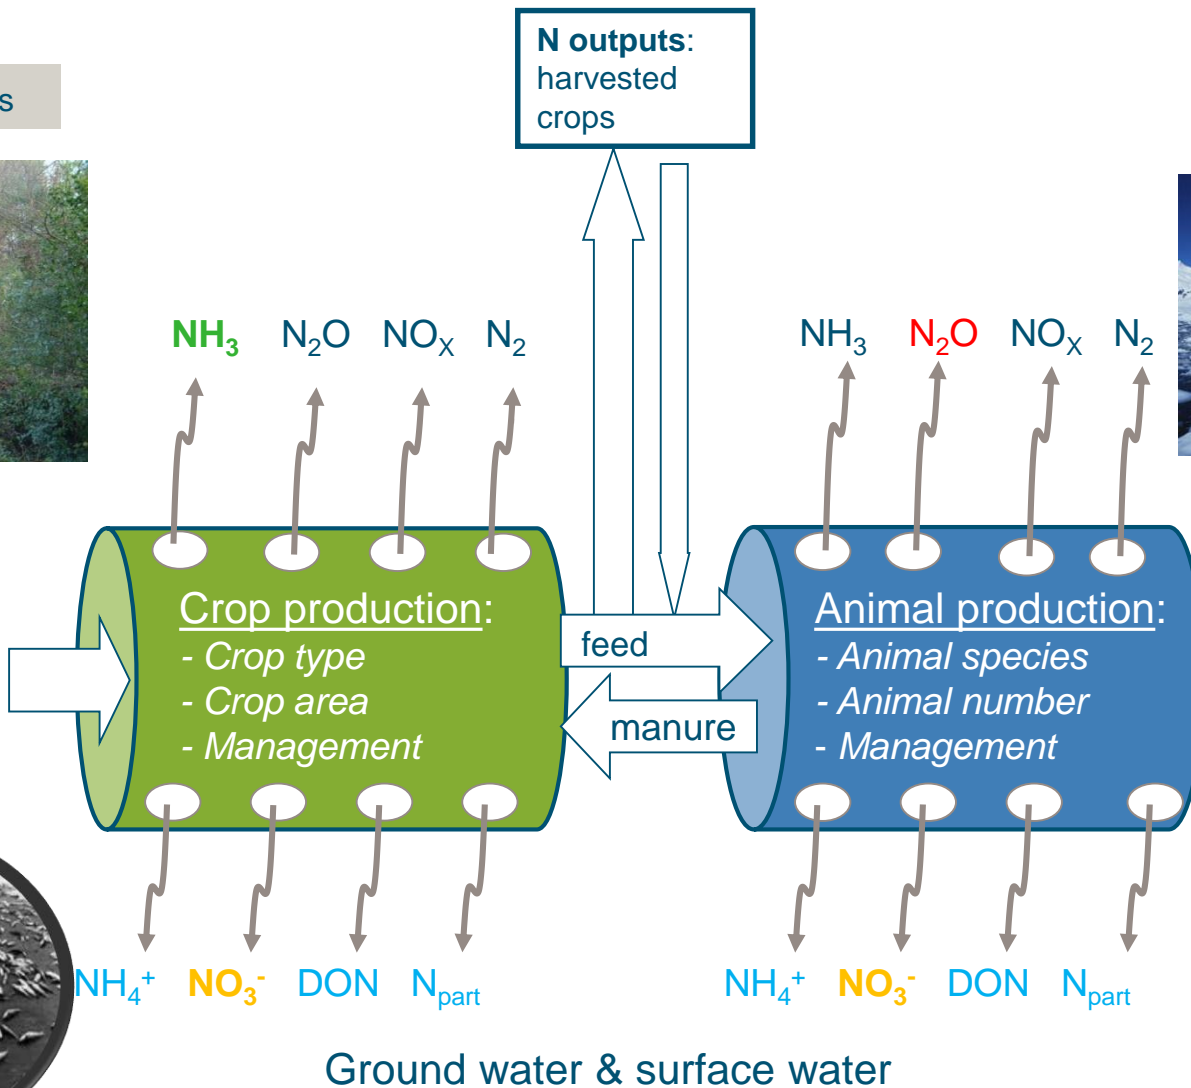 N outputs:
harvested
crops
s
NH₃ N₂O NOₓ N₂
NH₃ N₂O NOₓ N₂
Crop production:
- Crop type
- Crop area
- Management
feed
manure
Animal production:
- Animal species
- Animal number
- Management
NH₄⁺ NO₃⁻ DON Nₚₐᵣₜ
NH₄⁺ NO₃⁻ DON Nₚₐᵣₜ
Ground water & surface water